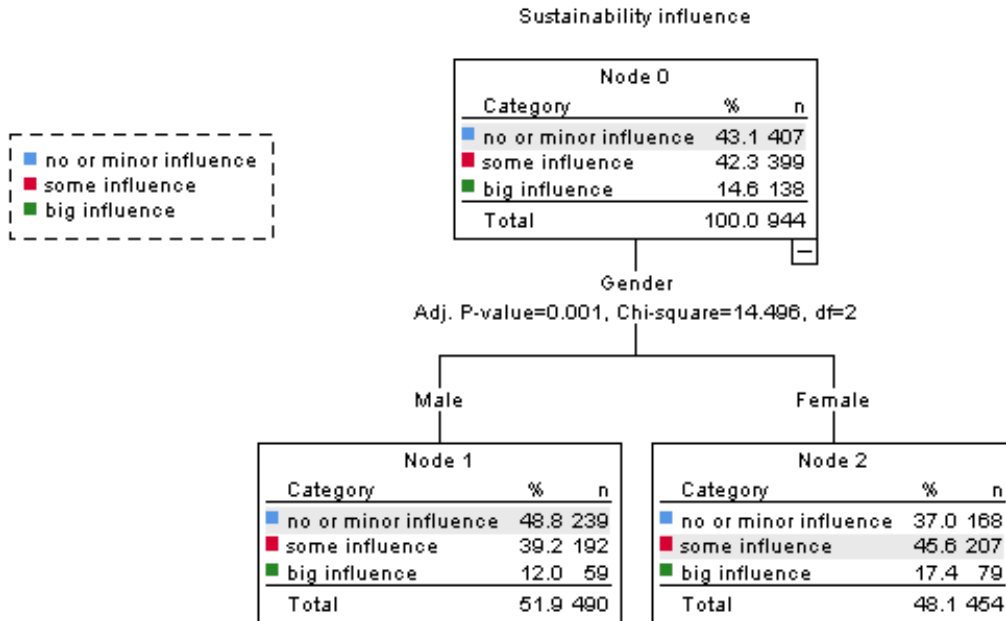 Sustainability influence
no or minor influence
some influence
big influence
Node 0
Category % n
no or minor influence 43.1 407
some influence 42.3 399
big influence 14.6 138
Total 100.0 944
Gender
Adj. P-value=0.001, Chi-square=14.496, df=2
Male
Female
Node 1
Category % n
no or minor influence 48.8 239
some influence 39.2 192
big influence 12.0 59
Total 51.9 490
Node 2
Category % n
no or minor influence 37.0 168
some influence 45.6 207
big influence 17.4 79
Total 48.1 454